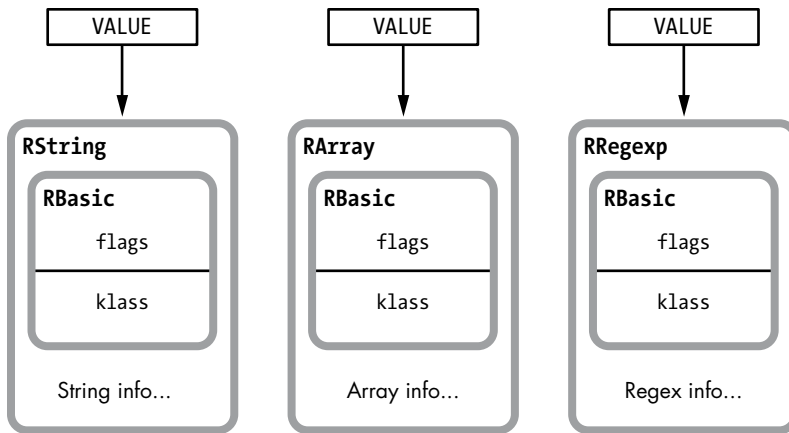 VALUE VALUE VALUE
RString RArray RRegexp
RBasic RBasic RBasic
flags flags flags
klass klass klass
String info... Array info... Regex info...